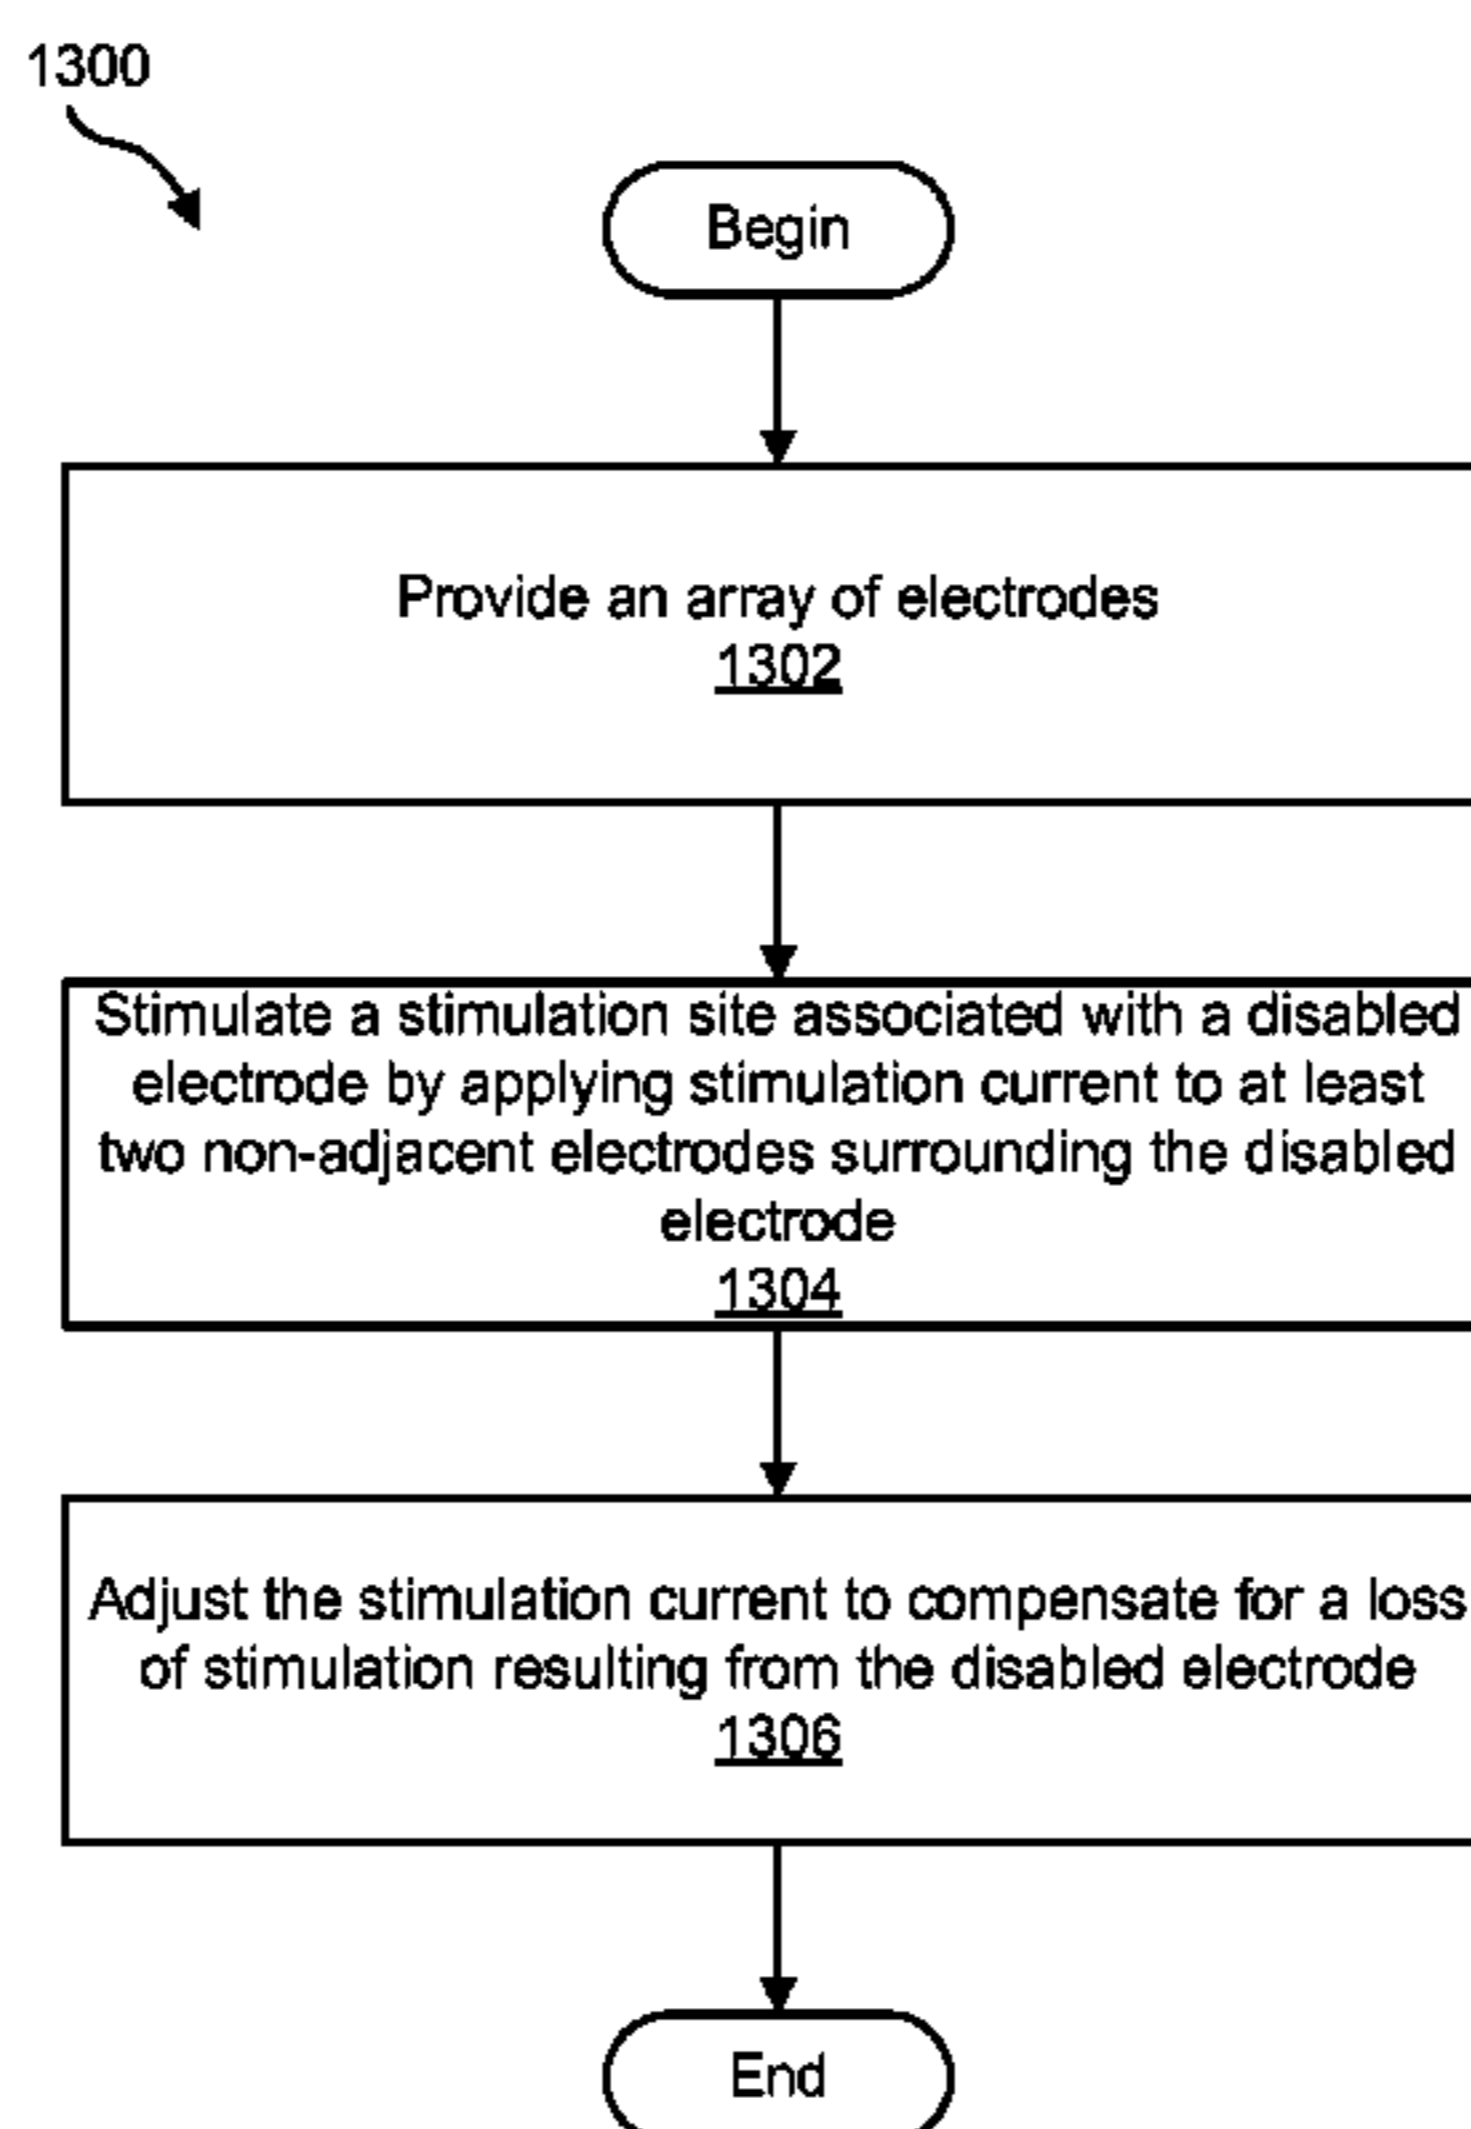 1300
Begin
Provide an array of electrodes
1302
Stimulate a stimulation site associated with a disabled
electrode by applying stimulation current to at least
two non-adjacent electrodes surrounding the disabled
electrode
1304
Adjust the stimulation current to compensate for a loss
of stimulation resulting from the disabled electrode
1306
End